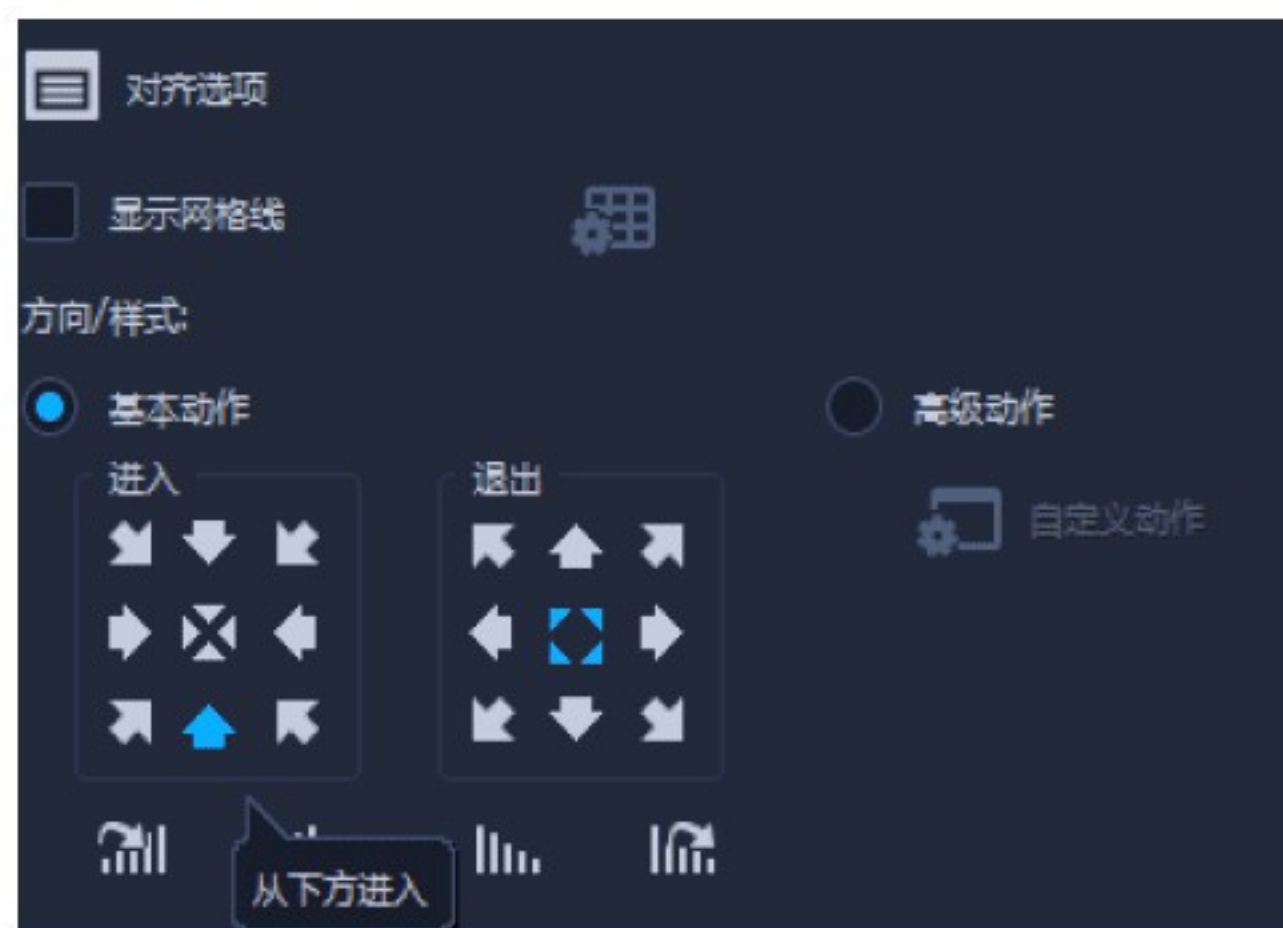 对齐选项
显示网格线
方向/样式:
基本动作
高级动作
进入
退出
自定义动作
从下方进入